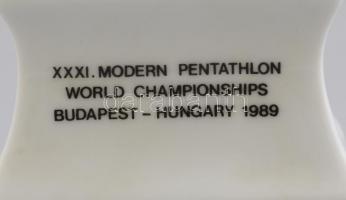 XXXI. MODERN PENTATHLON
WORLD CHAMPIONSHIPS
BUDAPEST - HUNGARY 1989